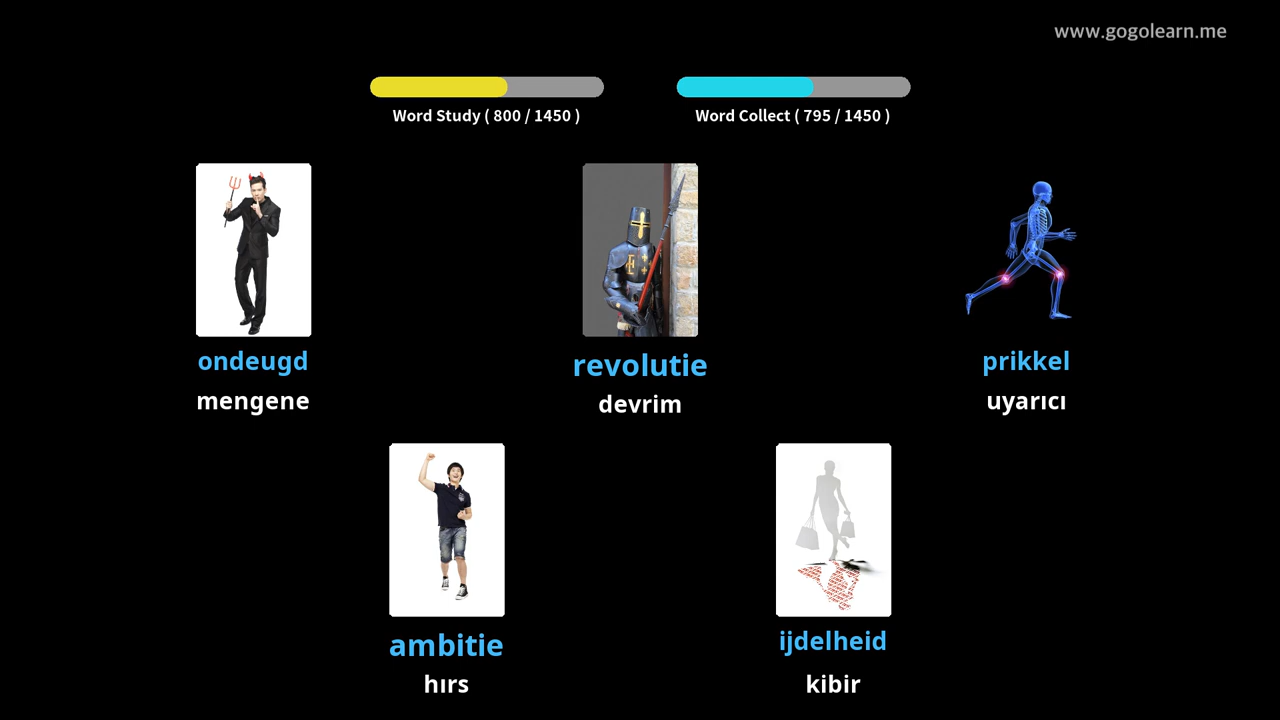 www.gogolearn.me
Word Study ( 800 / 1450 )
Word Collect ( 795 / 1450 )
ondeugd
mengene
revolutie
devrim
prikkel
uyarıcı
ambitie
hırs
ijdelheid
kibir